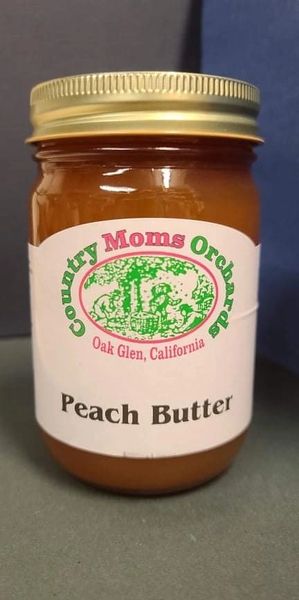 Country Moms Orchards
Oak Glen, California
Peach Butter